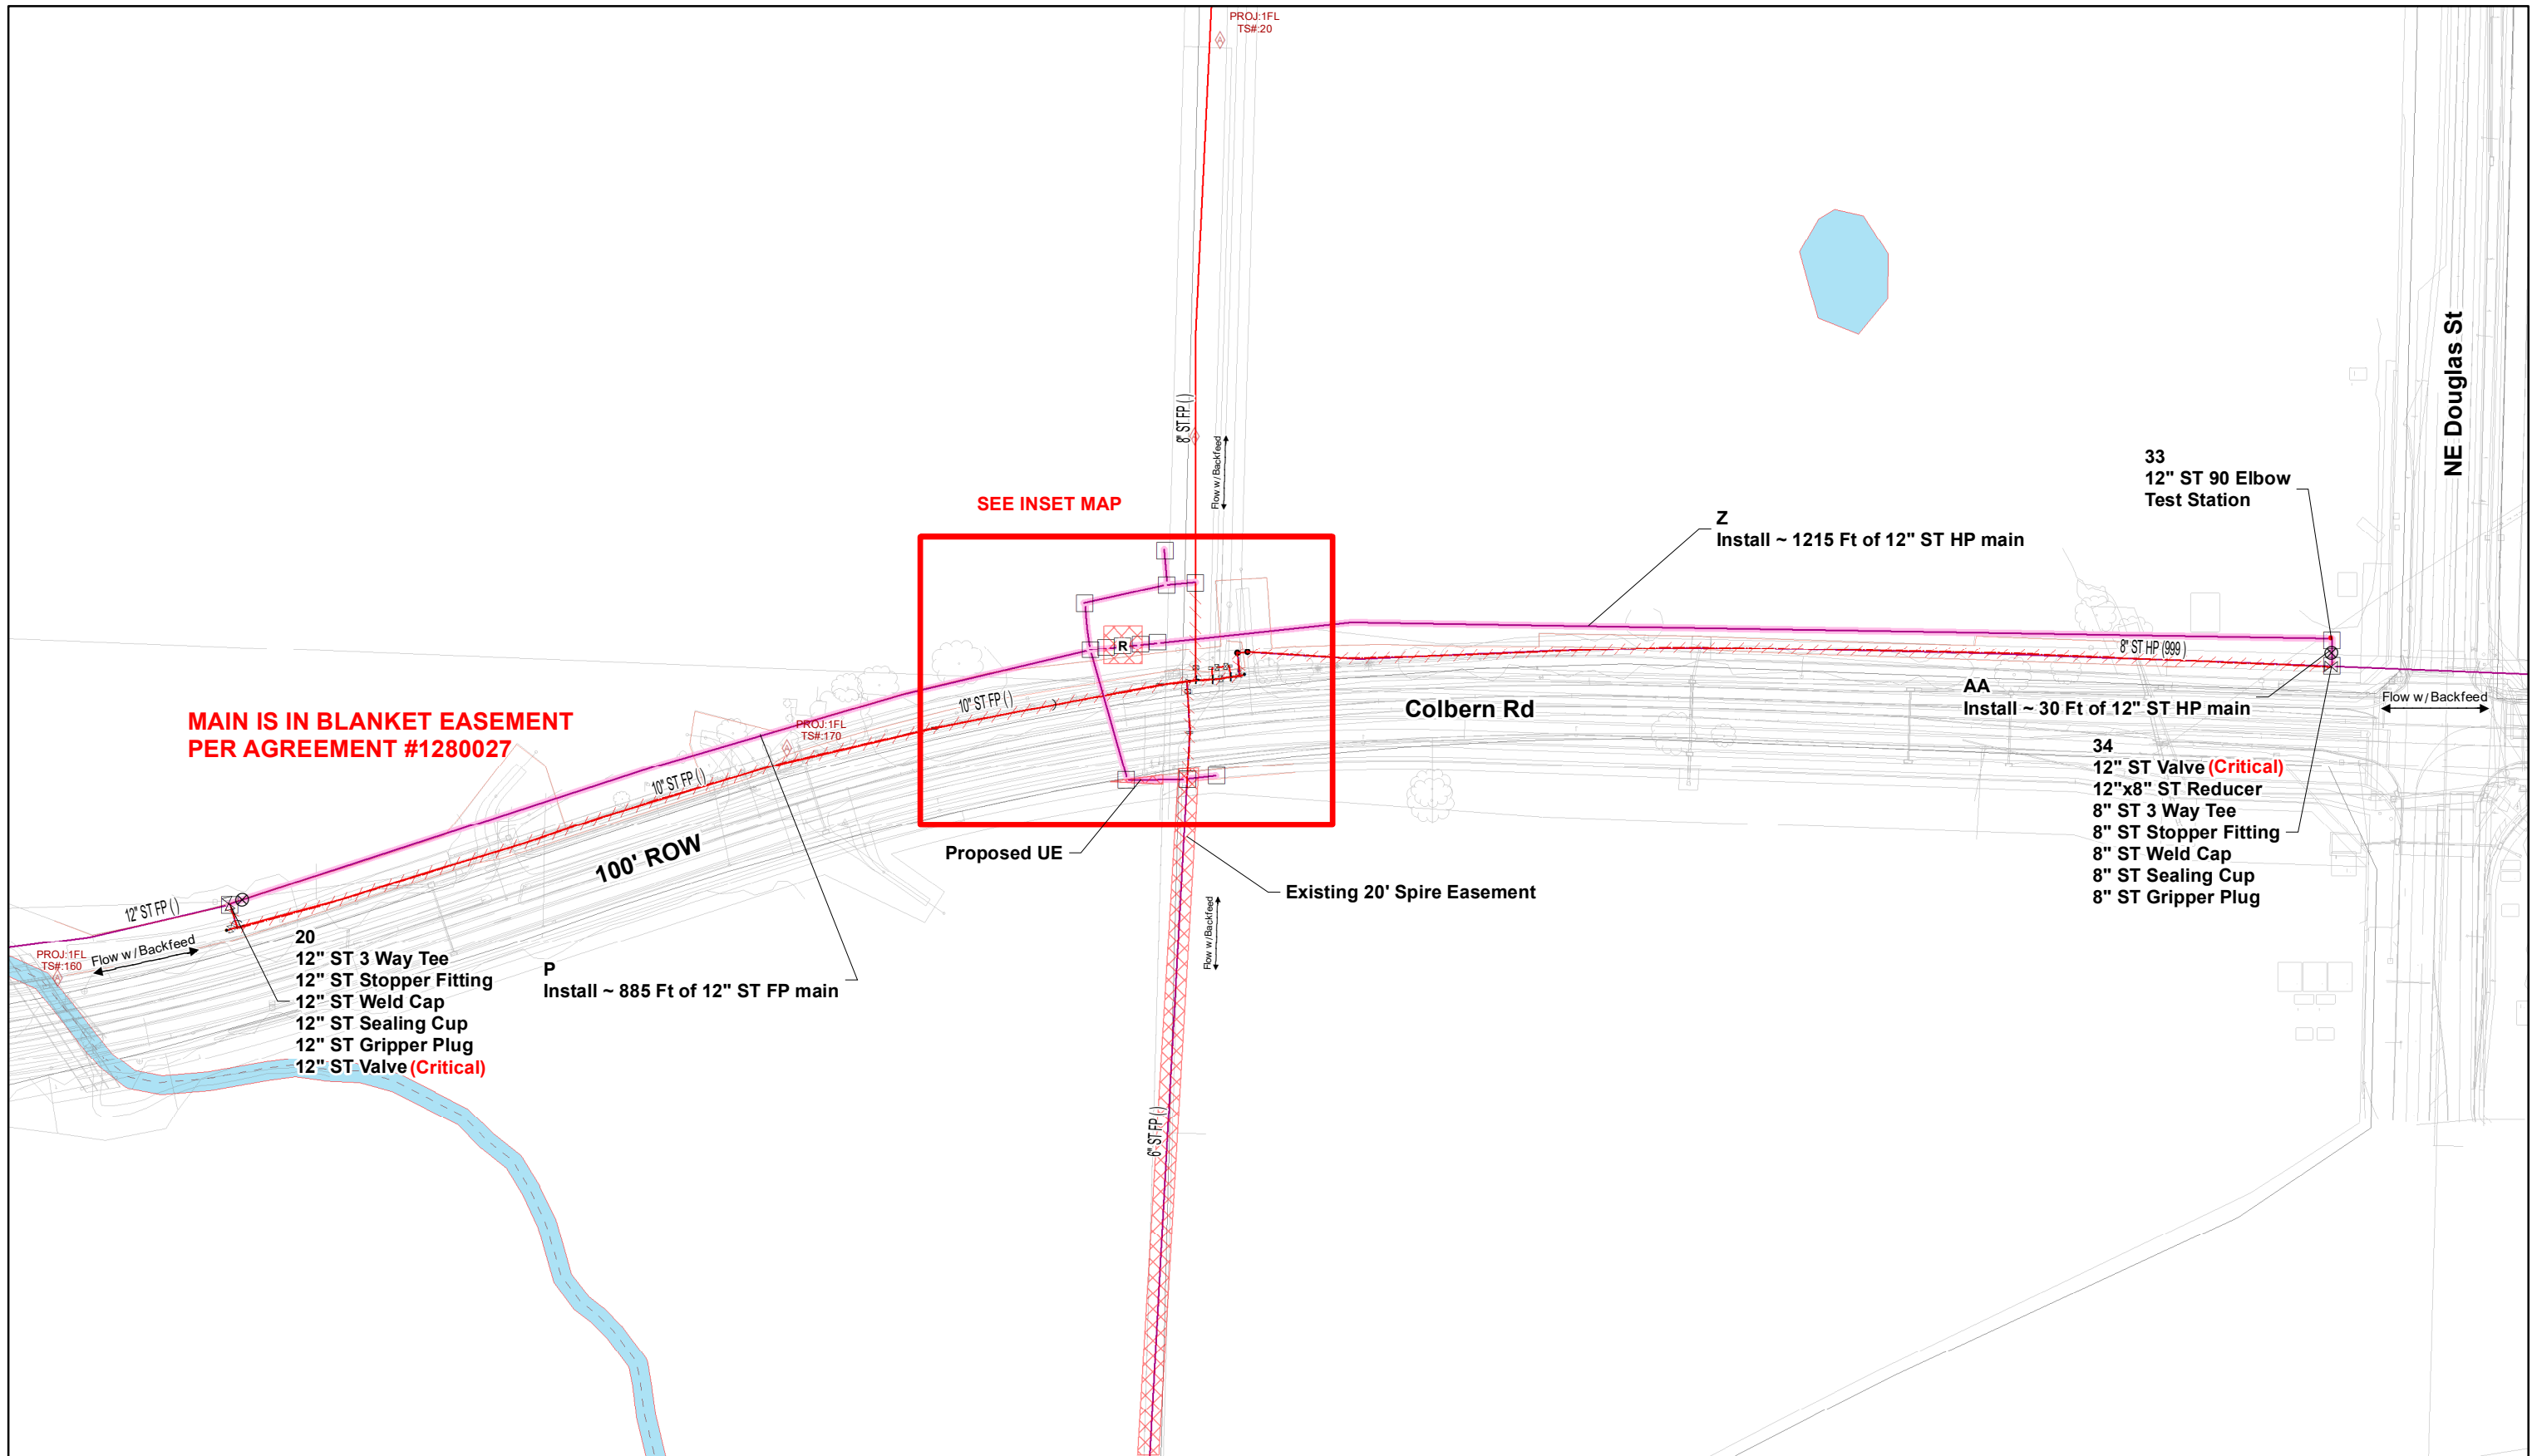 PROJ:1FL
TS#:20
NE Douglas St
8" ST FP ( )
Flow w/Backfeed
33
12" ST 90 Elbow
Test Station
SEE INSET MAP
Z
Install ~ 1215 Ft of 12" ST HP main
R
8" ST HP (999 )
AA
Install ~ 30 Ft of 12" ST HP main
Flow w/Backfeed
10" ST FP ( )
Colbern Rd
MAIN IS IN BLANKET EASEMENT
PER AGREEMENT #1280027
PROJ:1FL
TS#:170
34
12" ST Valve (Critical)
12"x8" ST Reducer
8" ST 3 Way Tee
8" ST Stopper Fitting
8" ST Weld Cap
8" ST Sealing Cup
8" ST Gripper Plug
10" ST FP ( )
100' ROW
Proposed UE
Existing 20' Spire Easement
12" ST FP ( )
Flow w/Backfeed
PROJ:1FL
TS#:160
Flow w/Backfeed
20
12" ST 3 Way Tee
12" ST Stopper Fitting
12" ST Weld Cap
12" ST Sealing Cup
12" ST Gripper Plug
12" ST Valve (Critical)
P
Install ~ 885 Ft of 12" ST FP main
6" ST FP ( )